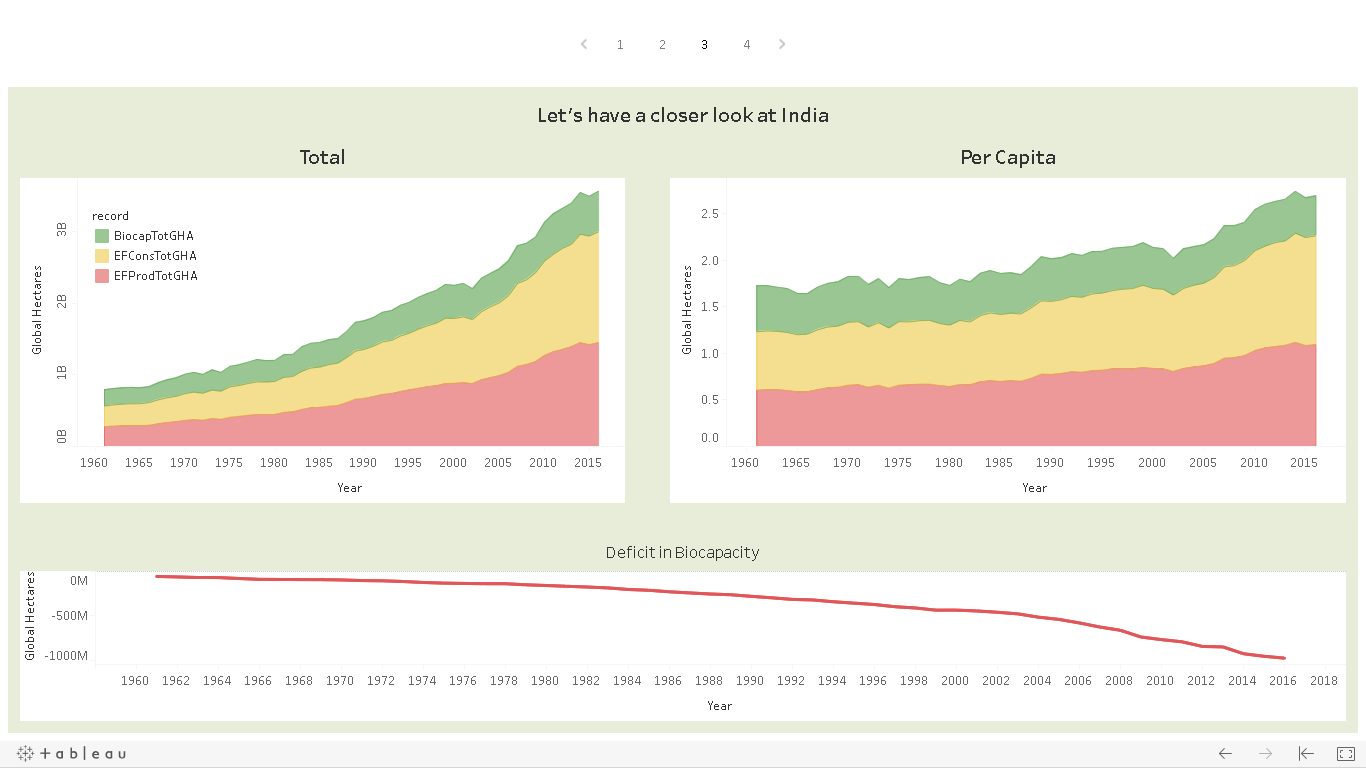 1 2 3 4
Let's have a closer look at India
Total
Per Capita
record
BiocapTotGHA
EFConsTotGHA
EFProdTotGHA
Global Hectares
3B
2B
1B
0B
1960 1965 1970 1975 1980 1985 1990 1995 2000 2005 2010 2015
Year
Global Hectares
2.5
2.0
1.5
1.0
0.5
0.0
1960 1965 1970 1975 1980 1985 1990 1995 2000 2005 2010 2015
Year
Deficit in Biocapacity
Global Hectares
0M
-500M
-1000M
1960 1962 1964 1966 1968 1970 1972 1974 1976 1978 1980 1982 1984 1986 1988 1990 1992 1994 1996 1998 2000 2002 2004 2006 2008 2010 2012 2014 2016 2018
Year
+ableau